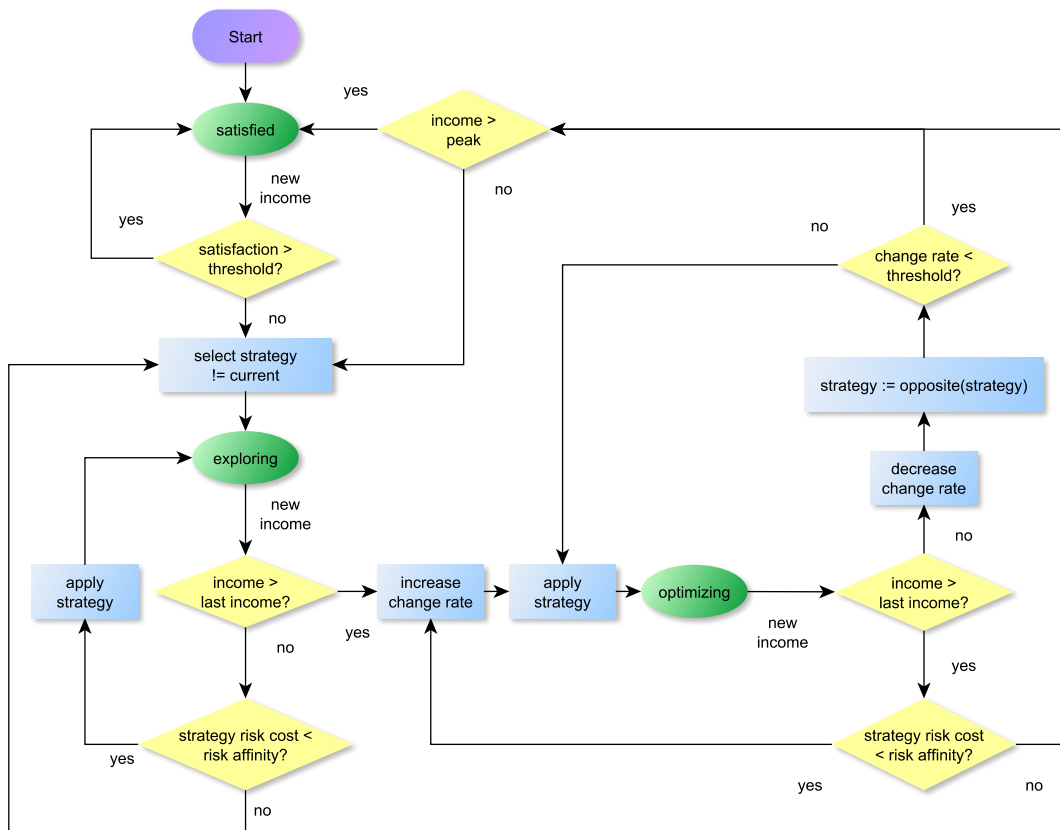 Start
yes
income >
peak
satisfied
new
income
no
yes
satisfaction >
threshold?
no
yes
no
change rate <
threshold?
select strategy
!= current
strategy := opposite(strategy)
exploring
decrease
change rate
new
income
no
apply
strategy
income >
last income?
increase
change rate
apply
strategy
optimizing
income >
last income?
yes
new
income
no
yes
strategy risk cost <
risk affinity?
strategy risk cost
< risk affinity?
yes
yes
no
no